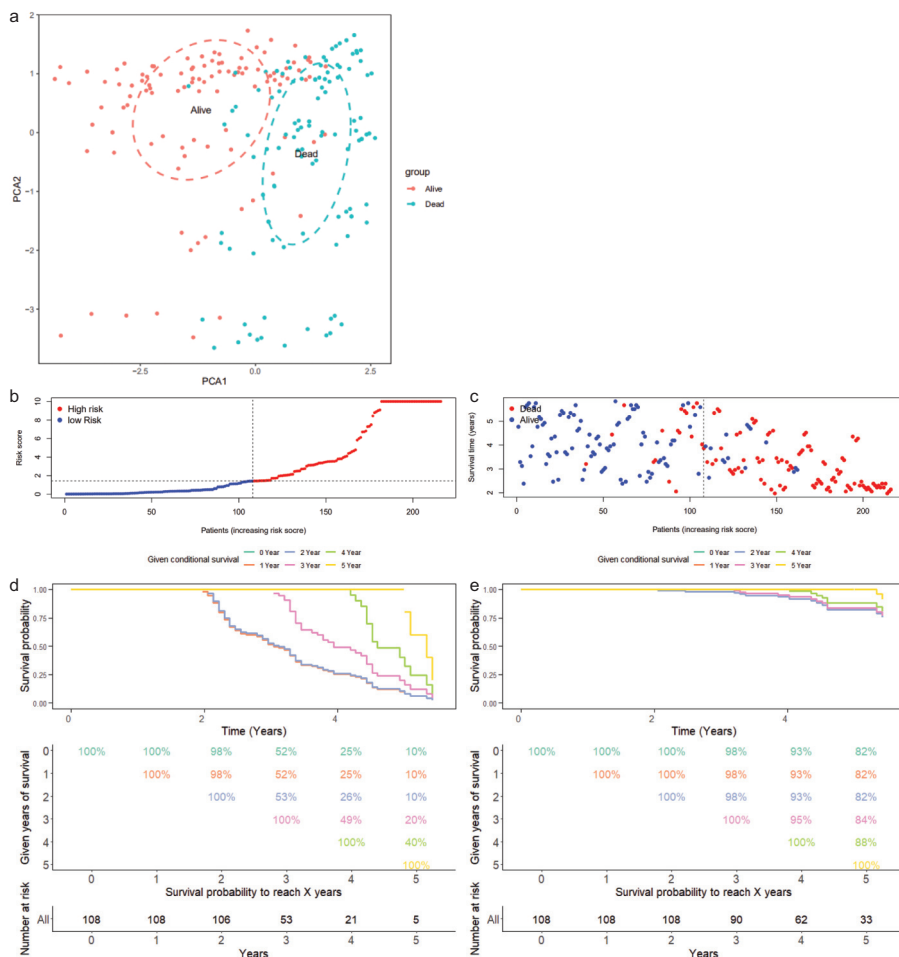 a
2
1
0
-1
-2
-3
PCA2
-2.5 0.0 2.5
PCA1
Alive
Dead
group
Alive
Dead
b
High risk
low Risk
10
8
6
4
2
0
Risk score
0 50 100 150 200
Patients (increasing risk socre)
c
Dead
Alive
5
4
3
2
Survival time (years)
0 50 100 150 200
Patients (increasing risk socre)
Given conditional survival
0 Year 2 Year 4 Year
1 Year 3 Year 5 Year
d
1.00
0.75
0.50
0.25
0.00
Survival probability
0 2 4
Time (Years)
Given years of survival
0 100% 100% 98% 52% 25% 10%
1 100% 98% 52% 25% 10%
2 100% 53% 26% 10%
3 100% 49% 20%
4 100% 40%
5 100%
0 1 2 3 4 5
Survival probability to reach X years
Number at risk
All 108 108 106 53 21 5
0 1 2 3 4 5
Years
Given conditional survival
0 Year 2 Year 4 Year
1 Year 3 Year 5 Year
e
1.00
0.75
0.50
0.25
0.00
Survival probability
0 2 4
Time (Years)
Given years of survival
0 100% 100% 100% 98% 93% 82%
1 100% 100% 98% 93% 82%
2 100% 98% 93% 82%
3 100% 95% 84%
4 100% 88%
5 100%
0 1 2 3 4 5
Survival probability to reach X years
Number at risk
All 108 108 108 90 62 33
0 1 2 3 4 5
Years